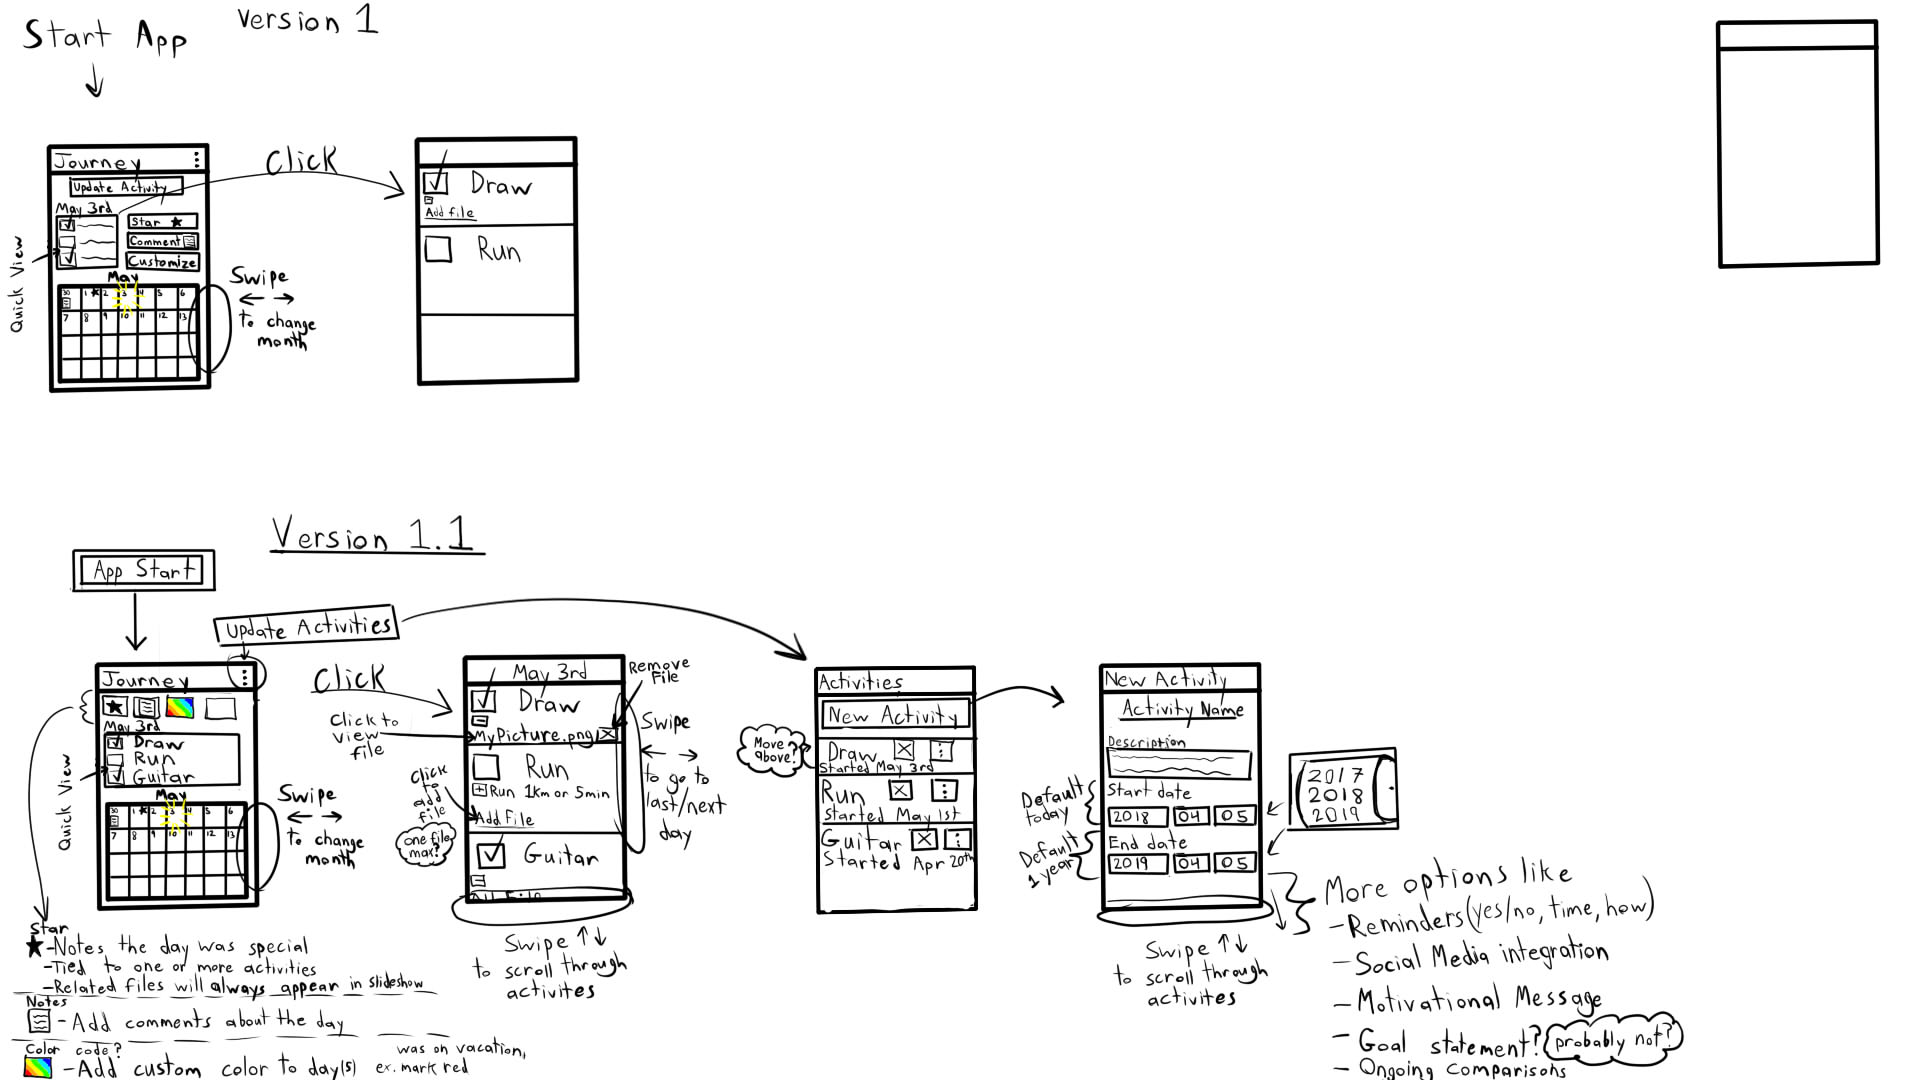 Start App
Version 1
Journey
Update Activity
May 3rd
Star
Comment
Customize
May
30 1 2 3 4 5 6
7 8 9 10 11 12 13
Quick View
Swipe
to change
month
Click
Draw
Add file
Run
Version 1.1
App Start
Update Activities
Journey
May 3rd
Draw
Run
Guitar
May
30 1 2 3 4 5 6
7 8 9 10 11 12 13
Quick View
Swipe
to change
month
Click
Click to
view
file
Click
to
add
file
one file
max?
May 3rd
Draw
MyPicture.png
Run
Run 1km or 5min
Add File
Guitar
Add File
Remove
File
Swipe
to go to
last/next
day
Swipe
to scroll through
activites
Move
above?
Activities
New Activity
Draw
Started May 3rd
Run
Started May 1st
Guitar
Started Apr 20th
New Activity
Activity Name
Description
Start date
2018 04 05
End date
2019 04 05
Default
today
Default
1 year
2017
2018
2019
Swipe
to scroll through
activites
More options like
- Reminders (yes/no, time, how)
- Social Media integration
- Motivational Message
- Goal statement? probably not?
- Ongoing comparisons
Star
- Notes the day was special
- Tied to one or more activities
- Related files will always appear in slideshow
Notes
- Add comments about the day
Color code?
- Add custom color to day(s)
was on vacation,
ex. mark red